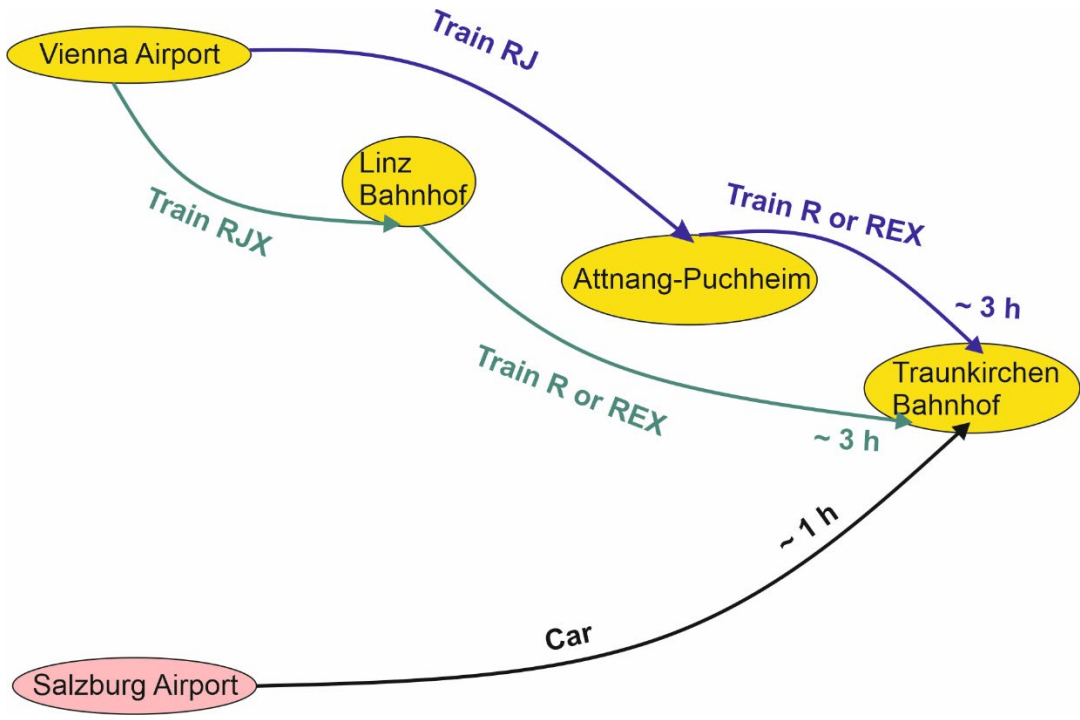 Vienna Airport
Train RJ
Linz
Bahnhof
Train RJX
Train R or REX
Attnang-Puchheim
~ 3 h
Train R or REX
Traunkirchen
Bahnhof
~ 3 h
~ 1 h
Car
Salzburg Airport